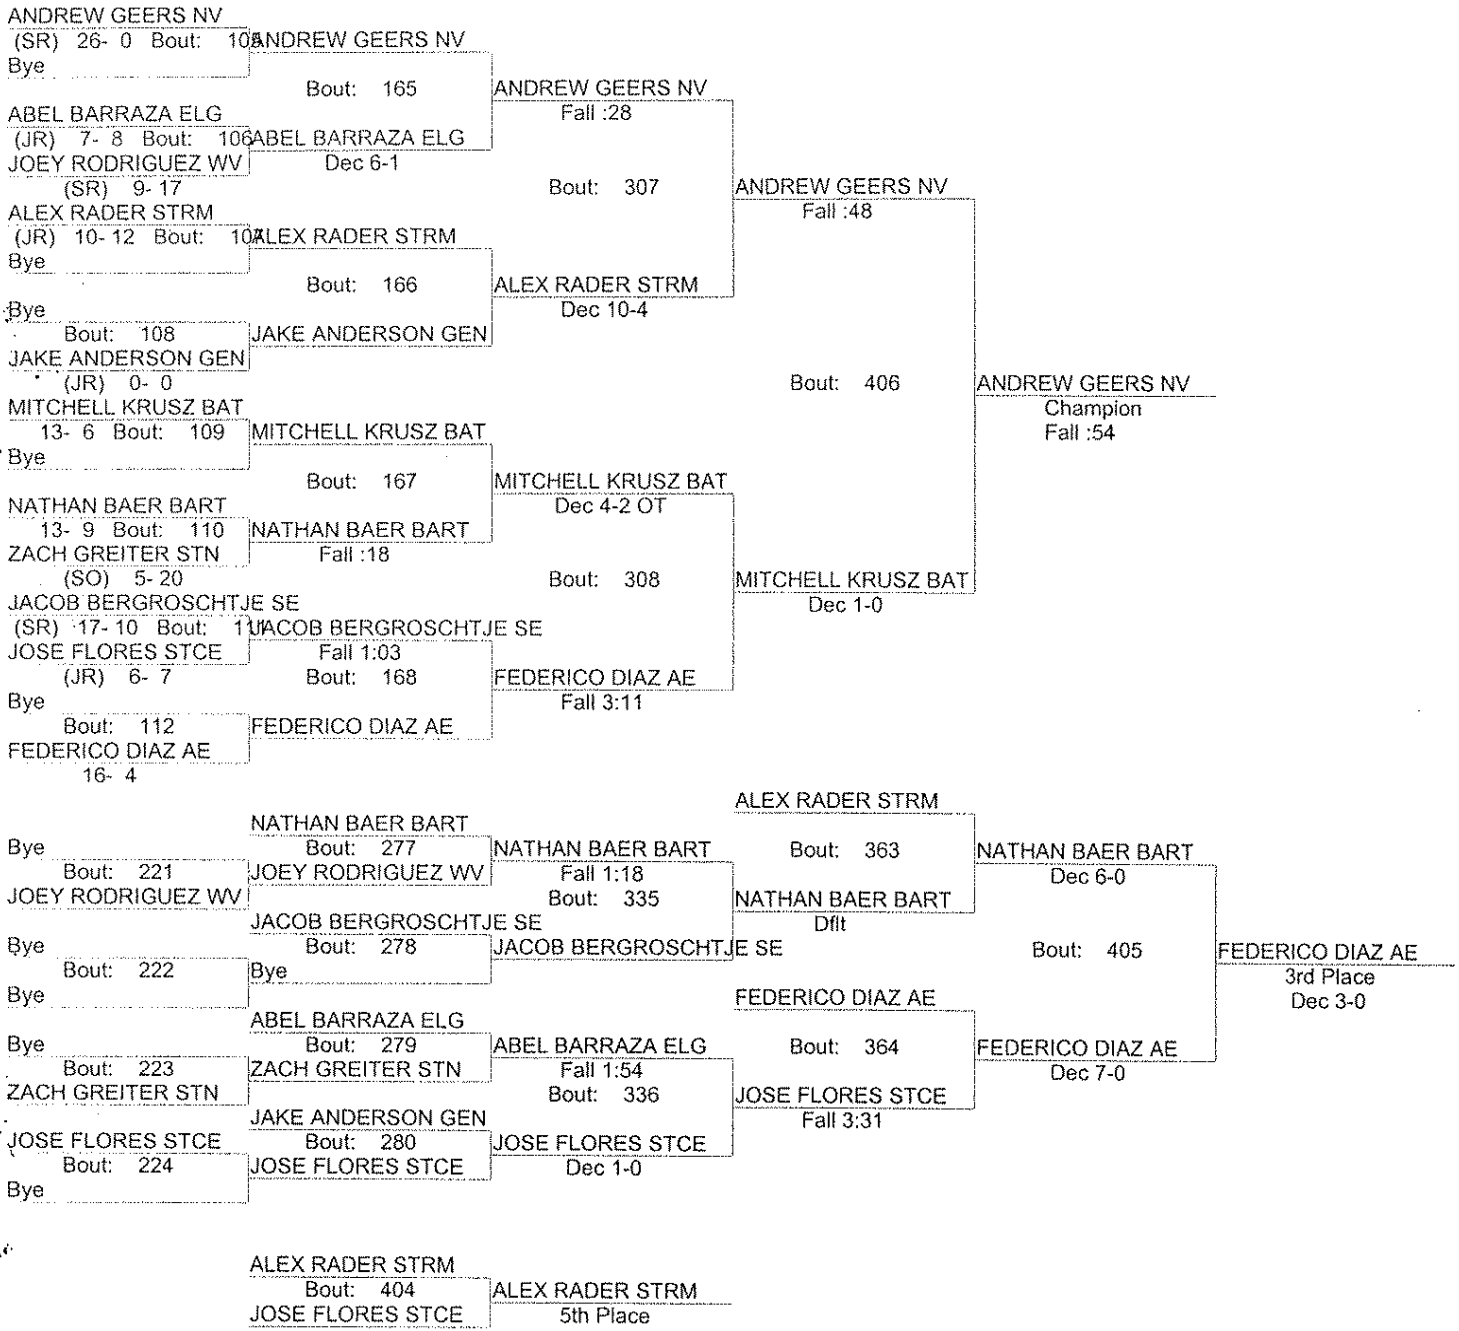 ANDREW GEERS NV
(SR) 26- 0 Bout: 105 ANDREW GEERS NV
Bye
Bout: 165 ANDREW GEERS NV
ABEL BARRAZA ELG Fall :28
(JR) 7- 8 Bout: 106 ABEL BARRAZA ELG
JOEY RODRIGUEZ WV Dec 6-1
(SR) 9- 17 Bout: 307 ANDREW GEERS NV
ALEX RADER STRM Fall :48
(JR) 10- 12 Bout: 107 ALEX RADER STRM
Bye
Bout: 166 ALEX RADER STRM
Bye Dec 10-4
Bout: 108 JAKE ANDERSON GEN
JAKE ANDERSON GEN
(JR) 0- 0 Bout: 406 ANDREW GEERS NV
MITCHELL KRUSZ BAT Champion
13- 6 Bout: 109 MITCHELL KRUSZ BAT Fall :54
Bye
Bout: 167 MITCHELL KRUSZ BAT
NATHAN BAER BART Dec 4-2 OT
13- 9 Bout: 110 NATHAN BAER BART
ZACH GREITER STN Fall :18
(SO) 5- 20 Bout: 308 MITCHELL KRUSZ BAT
JACOB BERGROSCHTJE SE Dec 1-0
(SR) 17- 10 Bout: 111 JACOB BERGROSCHTJE SE
JOSE FLORES STCE Fall 1:03
(JR) 6- 7 Bout: 168 FEDERICO DIAZ AE
Bye Fall 3:11
Bout: 112 FEDERICO DIAZ AE
FEDERICO DIAZ AE
16- 4
ALEX RADER STRM
NATHAN BAER BART
Bye Bout: 277 NATHAN BAER BART Bout: 363 NATHAN BAER BART
Bout: 221 JOEY RODRIGUEZ WV Fall 1:18 Dec 6-0
JOEY RODRIGUEZ WV Bout: 335 NATHAN BAER BART
JACOB BERGROSCHTJE SE Dflt
Bye Bout: 278 JACOB BERGROSCHTJE SE Bout: 405 FEDERICO DIAZ AE
Bout: 222 Bye 3rd Place
Bye FEDERICO DIAZ AE Dec 3-0
ABEL BARRAZA ELG
Bye Bout: 279 ABEL BARRAZA ELG Bout: 364 FEDERICO DIAZ AE
Bout: 223 ZACH GREITER STN Fall 1:54 Dec 7-0
ZACH GREITER STN Bout: 336 JOSE FLORES STCE
JAKE ANDERSON GEN Fall 3:31
JOSE FLORES STCE Bout: 280 JOSE FLORES STCE
Bout: 224 JOSE FLORES STCE Dec 1-0
Bye
ALEX RADER STRM
Bout: 404 ALEX RADER STRM
JOSE FLORES STCE 5th Place